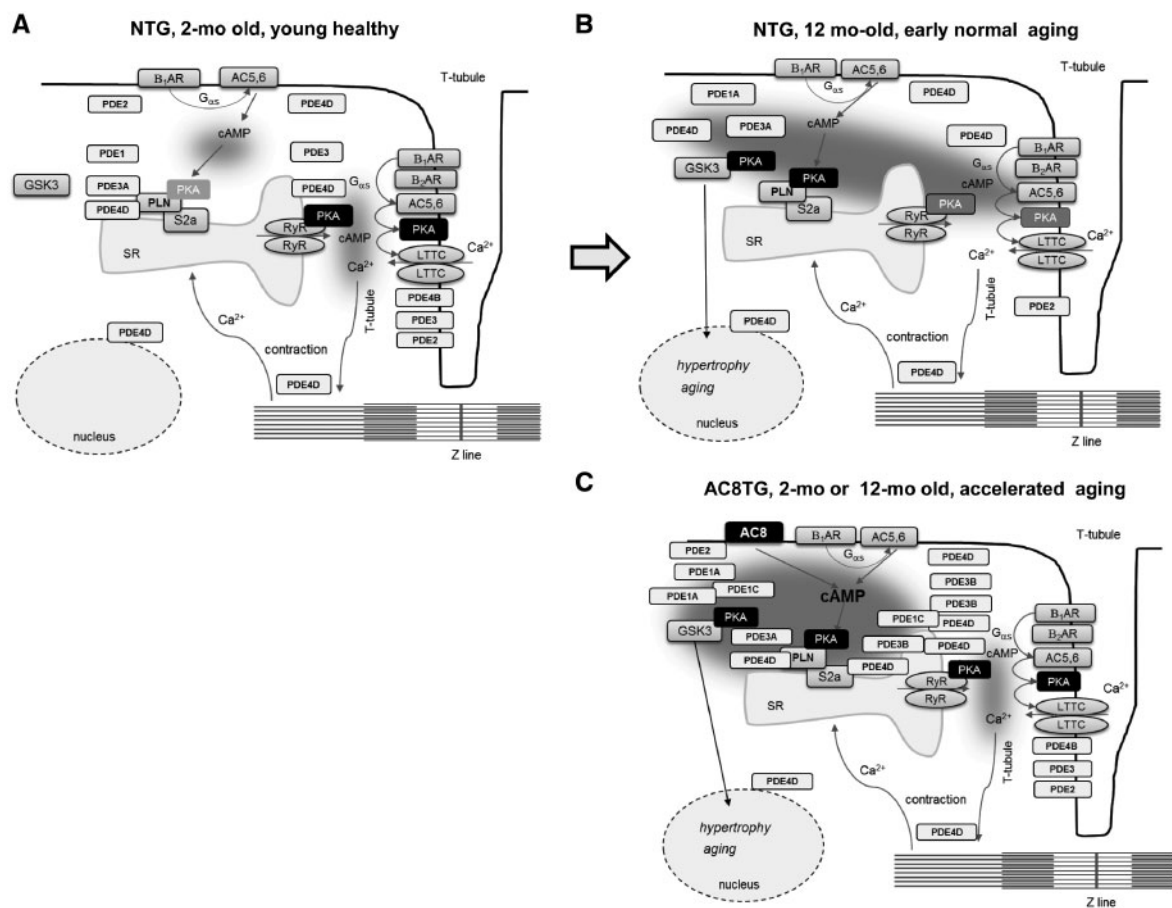 A
NTG, 2-mo old, young healthy
T-tubule
B₁AR
AC5,6
Gαs
PDE2
PDE4D
cAMP
PDE1
PDE3
B₁AR
GSK3
PDE3A
PKA
PDE4D
Gαs
B₂AR
PLN
PDE4D
S2a
RyR
PKA
AC5,6
cAMP
PKA
RyR
SR
LTTC
Ca²⁺
Ca²⁺
LTTC
PDE4B
T-tubule
PDE3
Ca²⁺
PDE4D
PDE2
contraction
PDE4D
nucleus
Z line
B
NTG, 12 mo-old, early normal aging
T-tubule
B₁AR
AC5,6
Gαs
PDE1A
PDE4D
cAMP
PDE4D
PDE3A
PDE4D
B₁AR
GSK3
PKA
PKA
Gαs
B₂AR
cAMP
PLN
AC5,6
S2a
RyR
PKA
PKA
RyR
LTTC
SR
Ca²⁺
Ca²⁺
LTTC
T-tubule
PDE2
Ca²⁺
PDE4D
contraction
hypertrophy
aging
PDE4D
nucleus
Z line
C
AC8TG, 2-mo or 12-mo old, accelerated aging
AC8
B₁AR
AC5,6
T-tubule
Gαs
PDE2
PDE4D
PDE1A
PDE3B
PDE1C
cAMP
PDE1A
PDE3B
PKA
PDE1C
PDE4D
B₁AR
GSK3
PDE3A
PKA
PDE3B
PDE4D
Gαs
B₂AR
cAMP
PDE4D
PLN
PDE4D
PKA
AC5,6
S2a
RyR
PKA
RyR
SR
LTTC
Ca²⁺
Ca²⁺
LTTC
PDE4B
T-tubule
PDE3
Ca²⁺
PDE4D
PDE2
contraction
hypertrophy
aging
PDE4D
nucleus
Z line